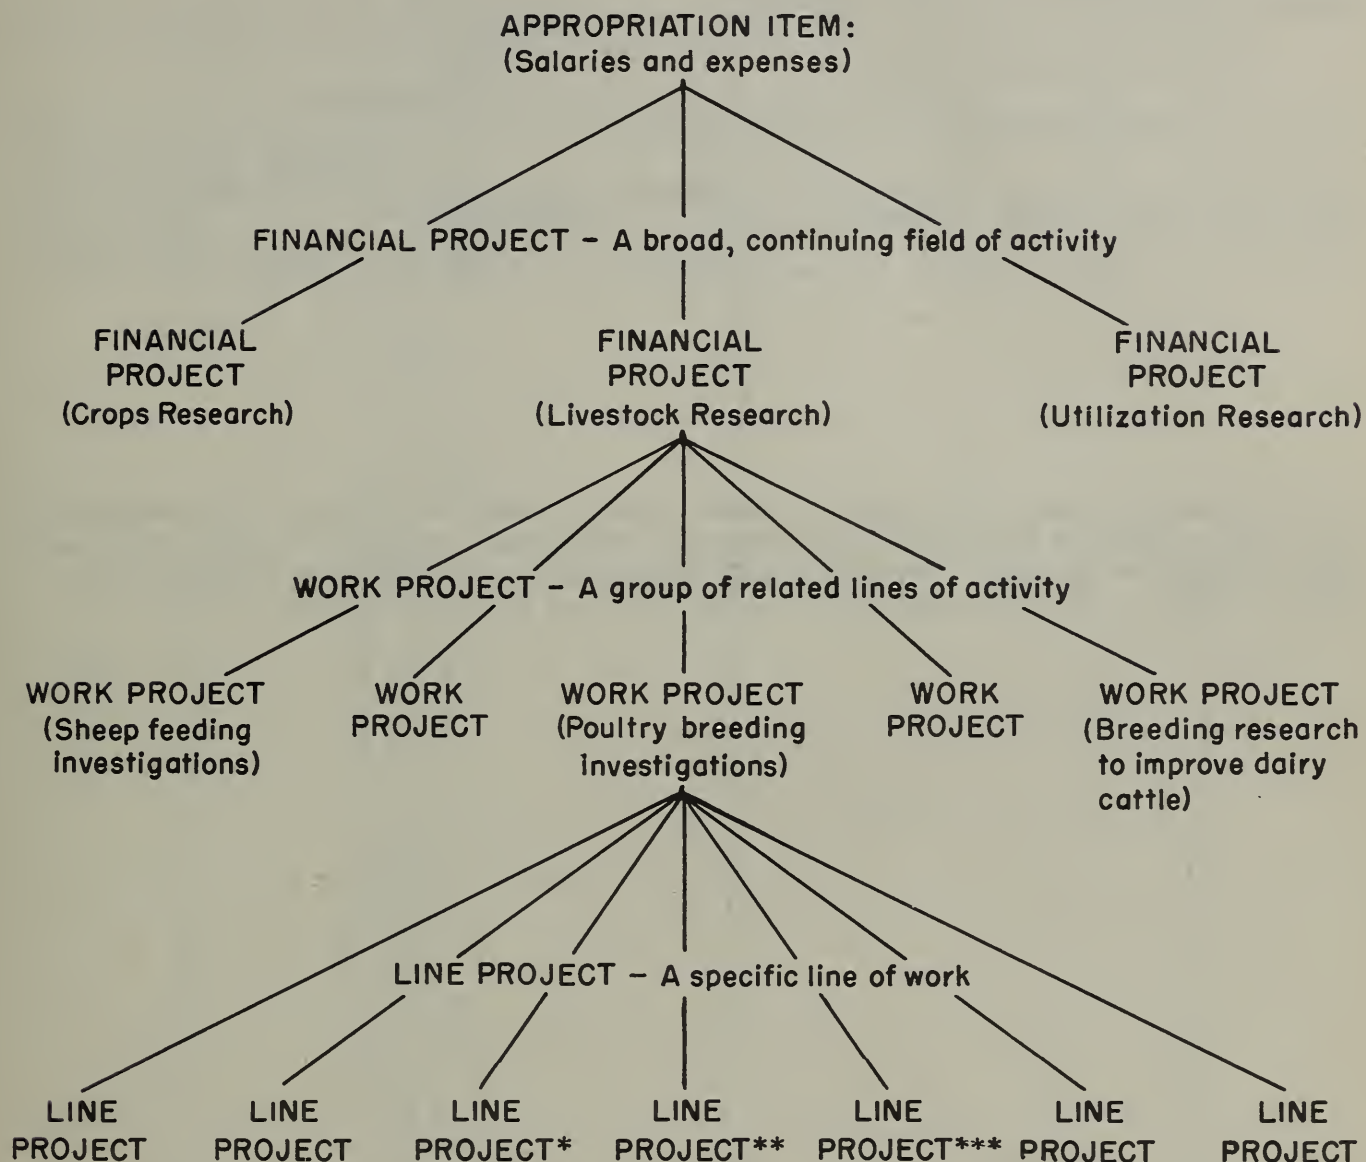 APPROPRIATION ITEM:
(Salaries and expenses)
FINANCIAL PROJECT – A broad, continuing field of activity
FINANCIAL
PROJECT
(Crops Research)
FINANCIAL
PROJECT
(Livestock Research)
FINANCIAL
PROJECT
(Utilization Research)
WORK PROJECT – A group of related lines of activity
WORK PROJECT
(Sheep feeding
investigations)
WORK
PROJECT
WORK PROJECT
(Poultry breeding
investigations)
WORK
PROJECT
WORK PROJECT
(Breeding research
to improve dairy
cattle)
LINE PROJECT – A specific line of work
LINE
PROJECT
LINE
PROJECT
LINE
PROJECT*
LINE
PROJECT**
LINE
PROJECT***
LINE
PROJECT
LINE
PROJECT